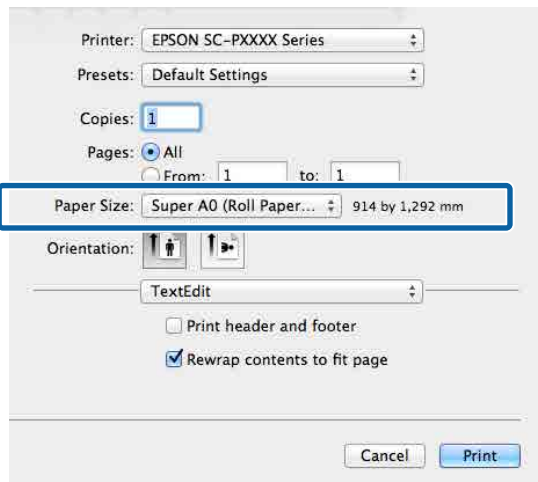 Printer: EPSON SC-PXXXX Series
Presets: Default Settings
Copies: 1
Pages: All
From: 1 to: 1
Paper Size: Super A0 (Roll Paper... 914 by 1,292 mm
Orientation:
TextEdit
Print header and footer
Rewrap contents to fit page
Cancel Print